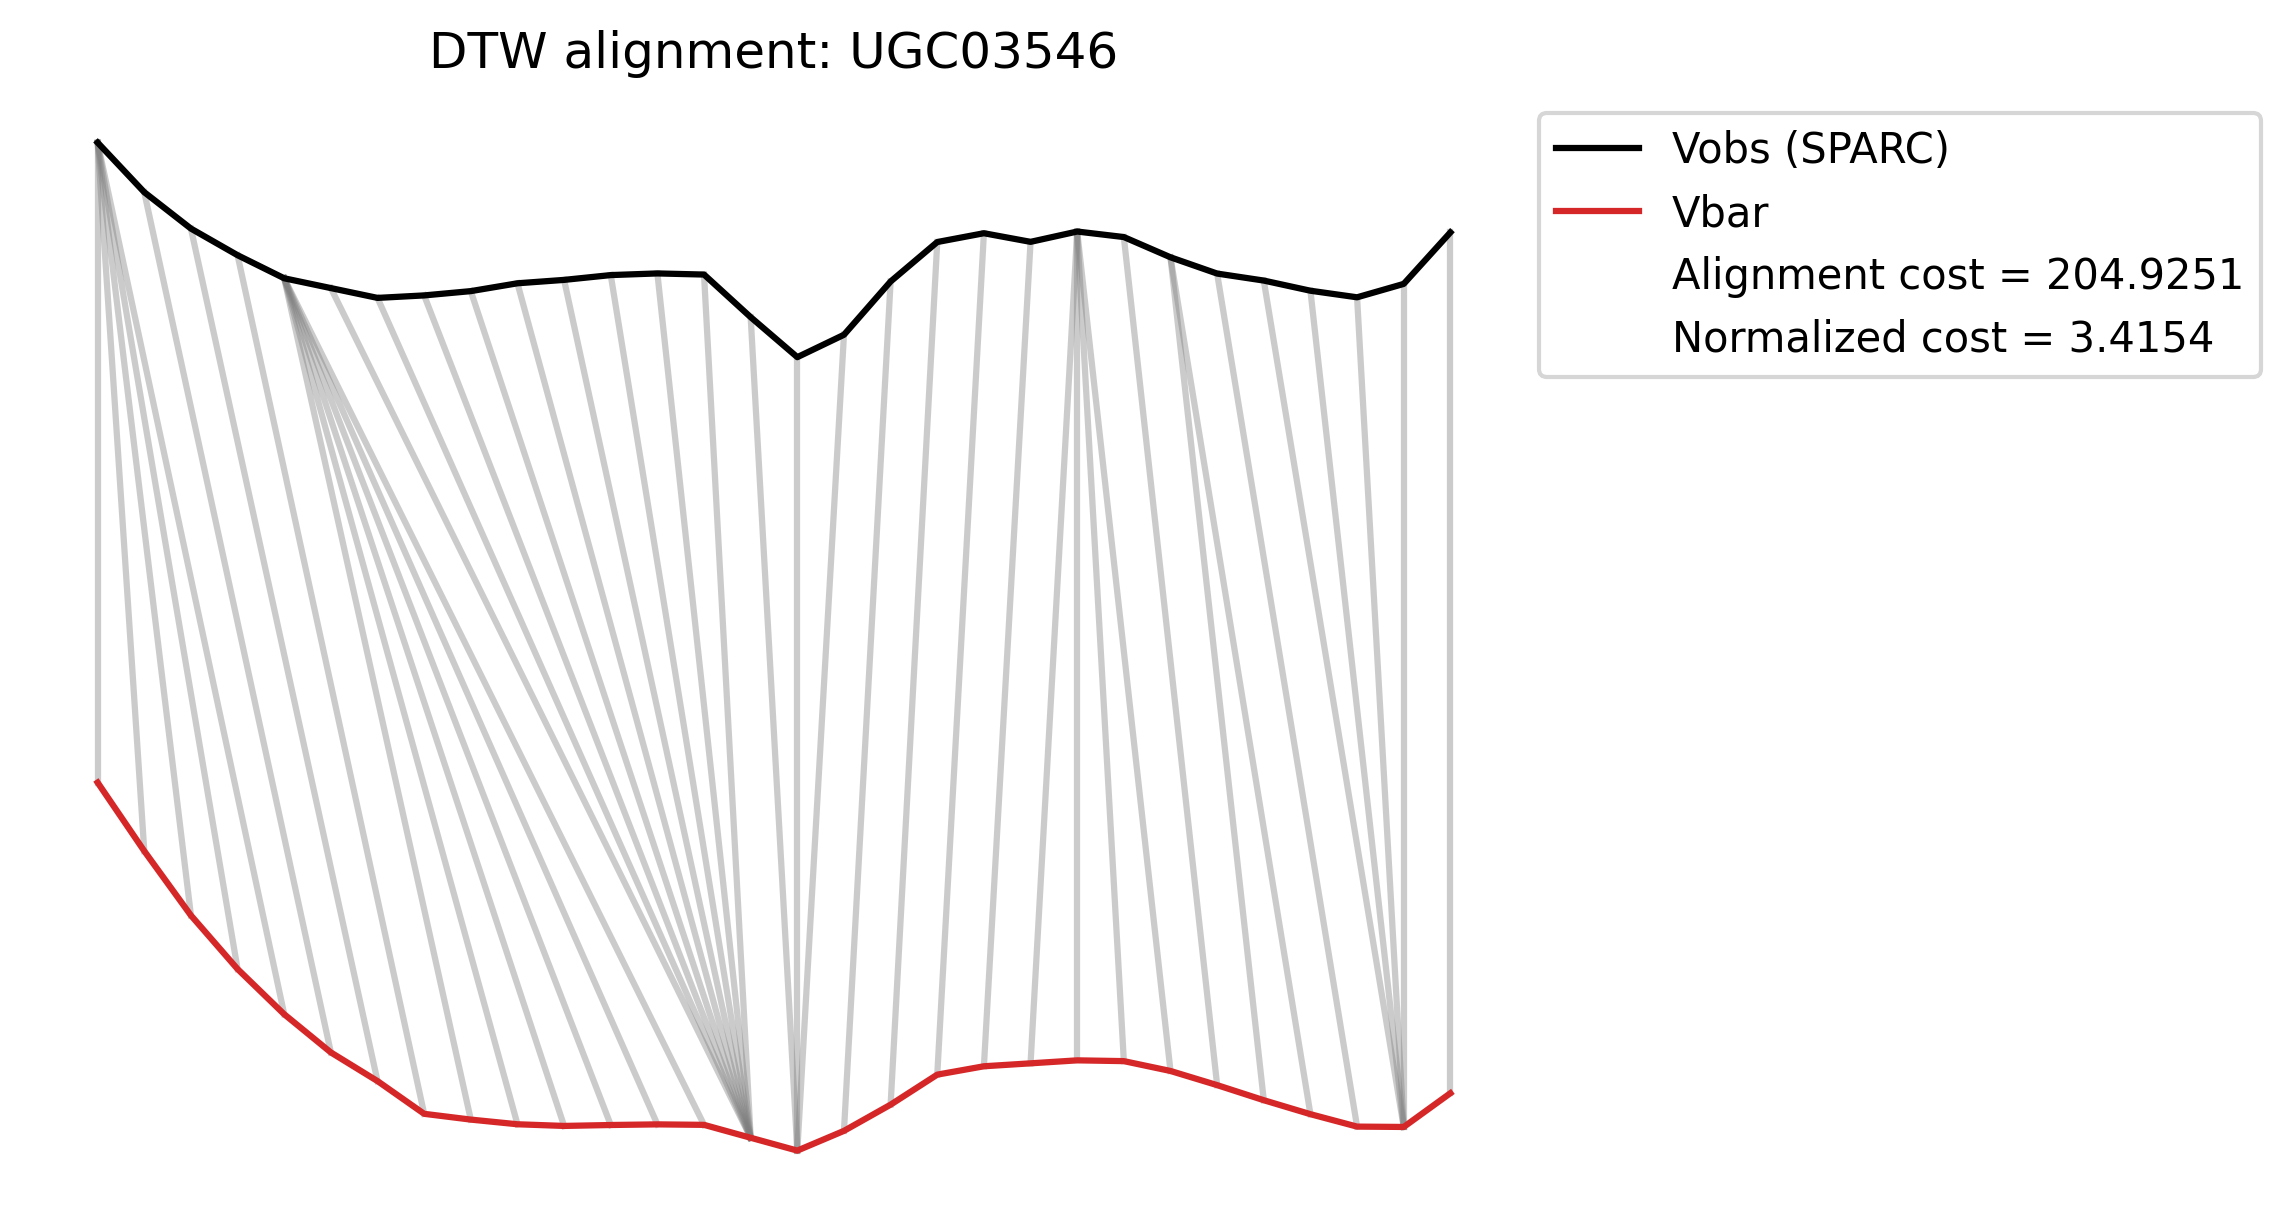 DTW alignment: UGC03546
Vobs (SPARC)
Vbar
Alignment cost = 204.9251
Normalized cost = 3.4154